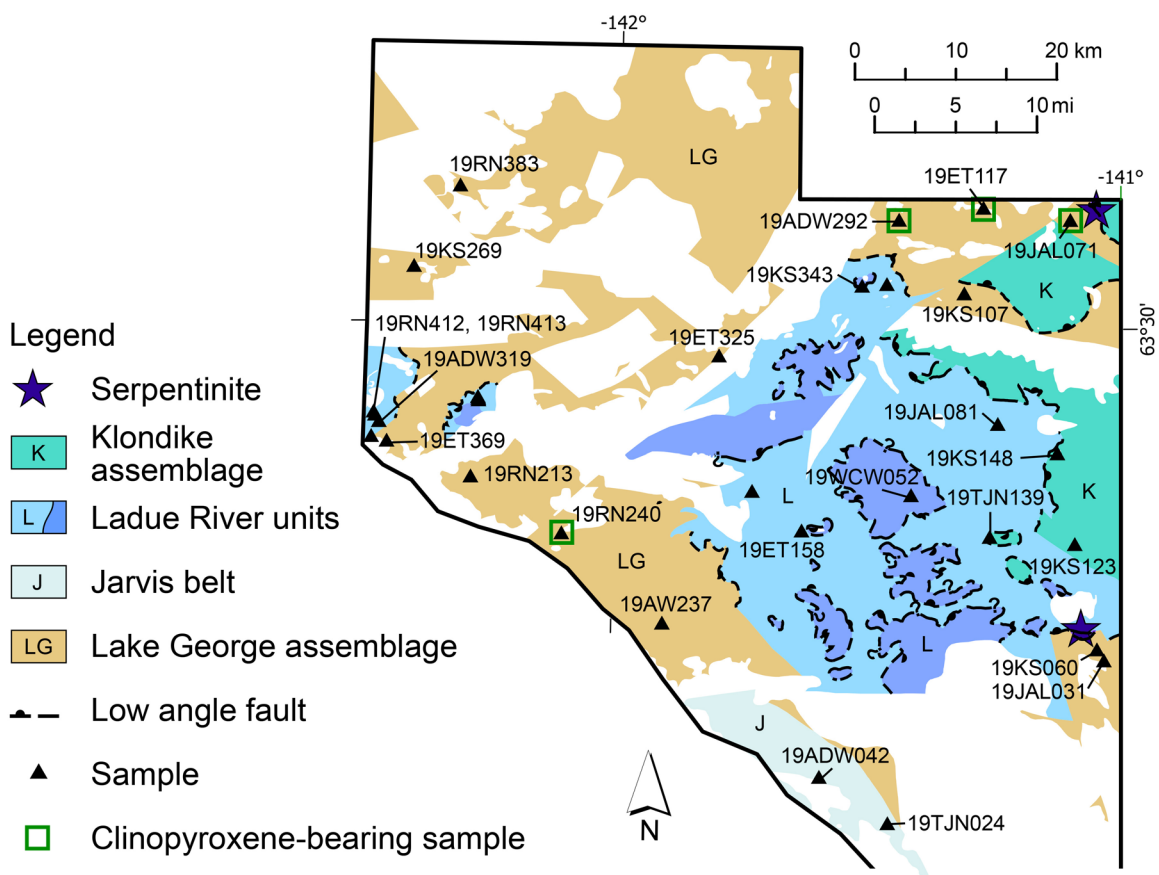 -142°
0 10 20 km
0 5 10 mi
LG
19RN383
19ET117
-141°
19ADW292
19KS269
19JAL071
19KS343
K
19KS107
63°30'
Legend
19RN412, 19RN413
19ET325
19ADW319
Serpentinite
19JAL081
K
Klondike
assemblage
19ET369
19KS148
19RN213
19WCW052
L
19TJN139
K
L
Ladue River units
19RN240
19ET158
LG
19KS123
J
Jarvis belt
19AW237
?
?
?
?
?
?
?
?
L
LG
Lake George assemblage
19KS060
19JAL031
Low angle fault
J
19ADW042
Sample
19TJN024
N
Clinopyroxene-bearing sample